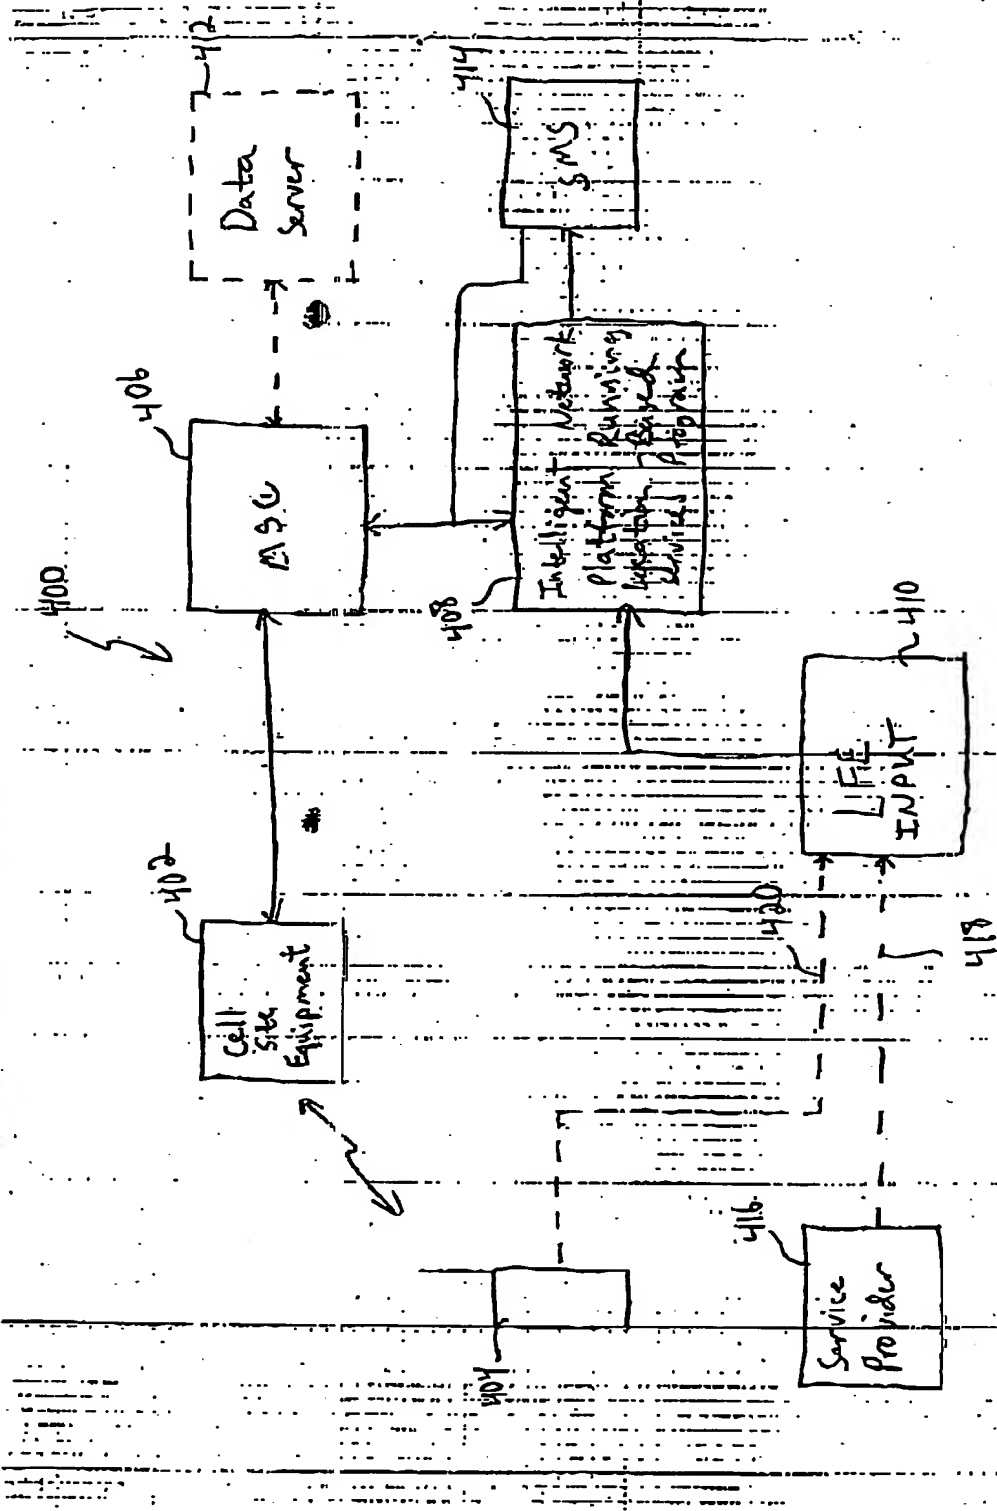 400
402
Cell
Site
Equipment
406
MSC
412
Data
Server
404
408
Intelligent Network
Platform Running
Location Based
Services Program
414
SMS
416
Service
Provider
420
418
LFE
INPUT
410